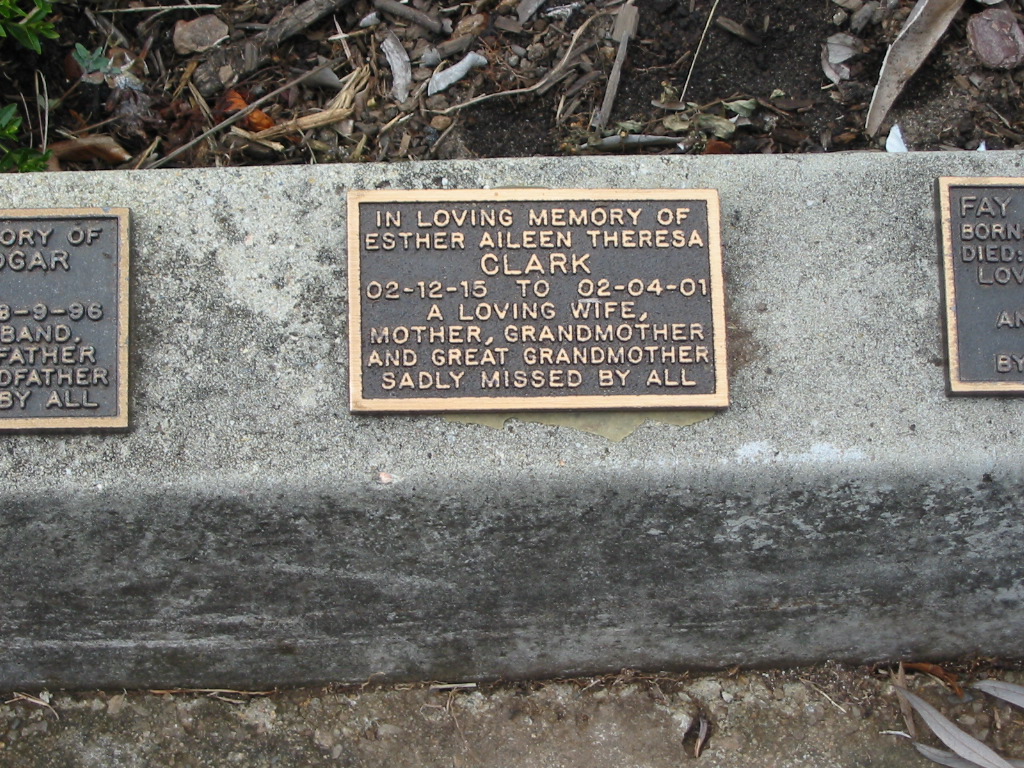 ORY OF
OGAR
8-9-96
BAND,
FATHER
DFATHER
BY ALL
IN LOVING MEMORY OF
ESTHER AILEEN THERESA
CLARK
02-12-15 TO 02-04-01
A LOVING WIFE,
MOTHER, GRANDMOTHER
AND GREAT GRANDMOTHER
SADLY MISSED BY ALL
FAY
BORN
DIED:
LOV
AN
BY